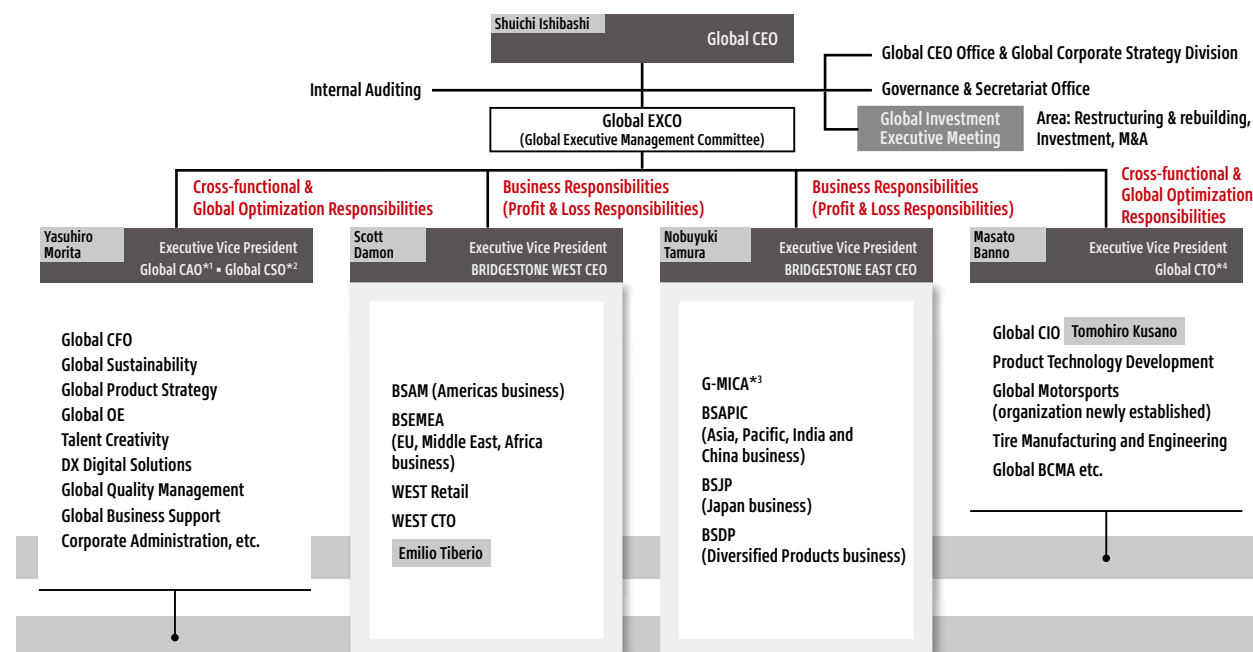 Shuichi Ishibashi
Global CEO
Internal Auditing
Global CEO Office & Global Corporate Strategy Division
Governance & Secretariat Office
Global Investment
Executive Meeting
Area: Restructuring & rebuilding,
Investment, M&A
Global EXCO
(Global Executive Management Committee)
Cross-functional &
Global Optimization Responsibilities
Business Responsibilities
(Profit & Loss Responsibilities)
Business Responsibilities
(Profit & Loss Responsibilities)
Cross-functional &
Global Optimization
Responsibilities
Yasuhiro
Morita
Executive Vice President
Global CAO*1 ▪ Global CSO*2
Global CFO
Global Sustainability
Global Product Strategy
Global OE
Talent Creativity
DX Digital Solutions
Global Quality Management
Global Business Support
Corporate Administration, etc.
Scott
Damon
Executive Vice President
BRIDGESTONE WEST CEO
BSAM (Americas business)
BSEMEA
(EU, Middle East, Africa
business)
WEST Retail
WEST CTO
Emilio Tiberio
Nobuyuki
Tamura
Executive Vice President
BRIDGESTONE EAST CEO
G-MICA*3
BSAPIC
(Asia, Pacific, India and
China business)
BSJP
(Japan business)
BSDP
(Diversified Products business)
Masato
Banno
Executive Vice President
Global CTO*4
Global CIO Tomohiro Kusano
Product Technology Development
Global Motorsports
(organization newly established)
Tire Manufacturing and Engineering
Global BCMA etc.